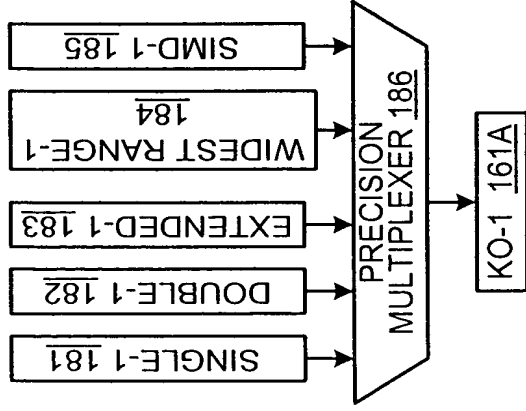 SIMD-1 185
WIDEST RANGE-1
184
EXTENDED-1 183
DOUBLE-1 182
SINGLE-1 181
PRECISION
MULTIPLEXER 186
KO-1 161A